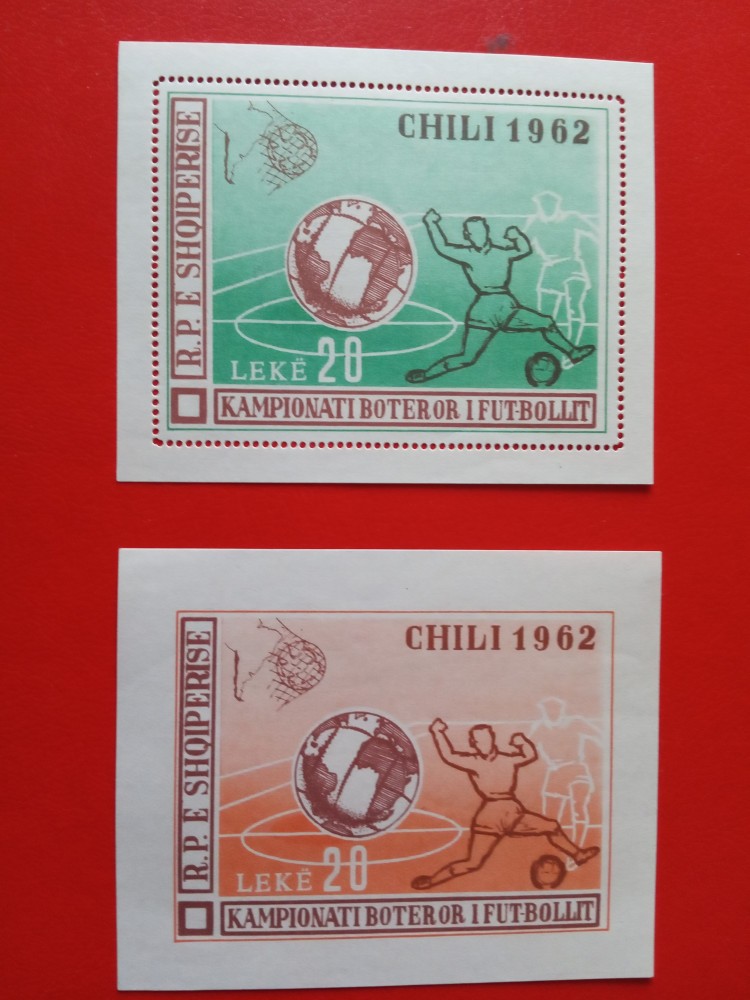 CHILI 1962
R.P. E SHQIPERISE
LEKË 20
KAMPIONATI BOTEROR I FUT-BOLLIT
CHILI 1962
R.P. E SHQIPERISE
LEKË 20
KAMPIONATI BOTEROR I FUT-BOLLIT